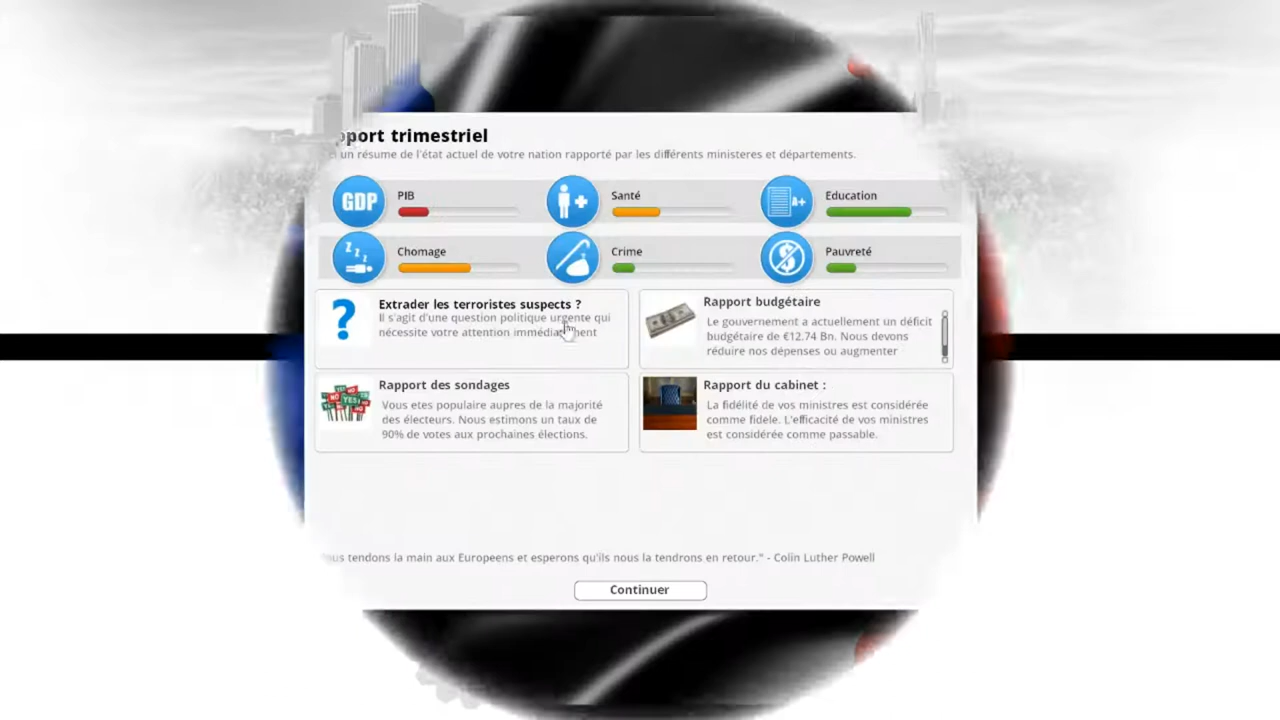 pport trimestriel
un résume de l'état actuel de votre nation rapporté par les différents ministeres et départements.
GDP
PIB
Santé
A+
Education
z z z
Chomage
Crime
$
Pauvreté
?
Extrader les terroristes suspects ?
Il s'agit d'une question politique urgente qui
nécessite votre attention
Rapport budgétaire
Le gouvernement a actuellement un déficit
budgétaire de €12.74 Bn. Nous devons
réduire nos dépenses ou augmenter
NO
YES!
NO
Rapport des sondages
Vous etes populaire aupres de la majorité
des électeurs. Nous estimons un taux de
90% de votes aux prochaines élections.
Rapport du cabinet :
La fidélité de vos ministres est considérée
comme fidele. L'efficacité de vos ministres
est considérée comme passable.
us tendons la main aux Europeens et esperons qu'ils nous la tendrons en retour." - Colin Luther Powell
Continuer